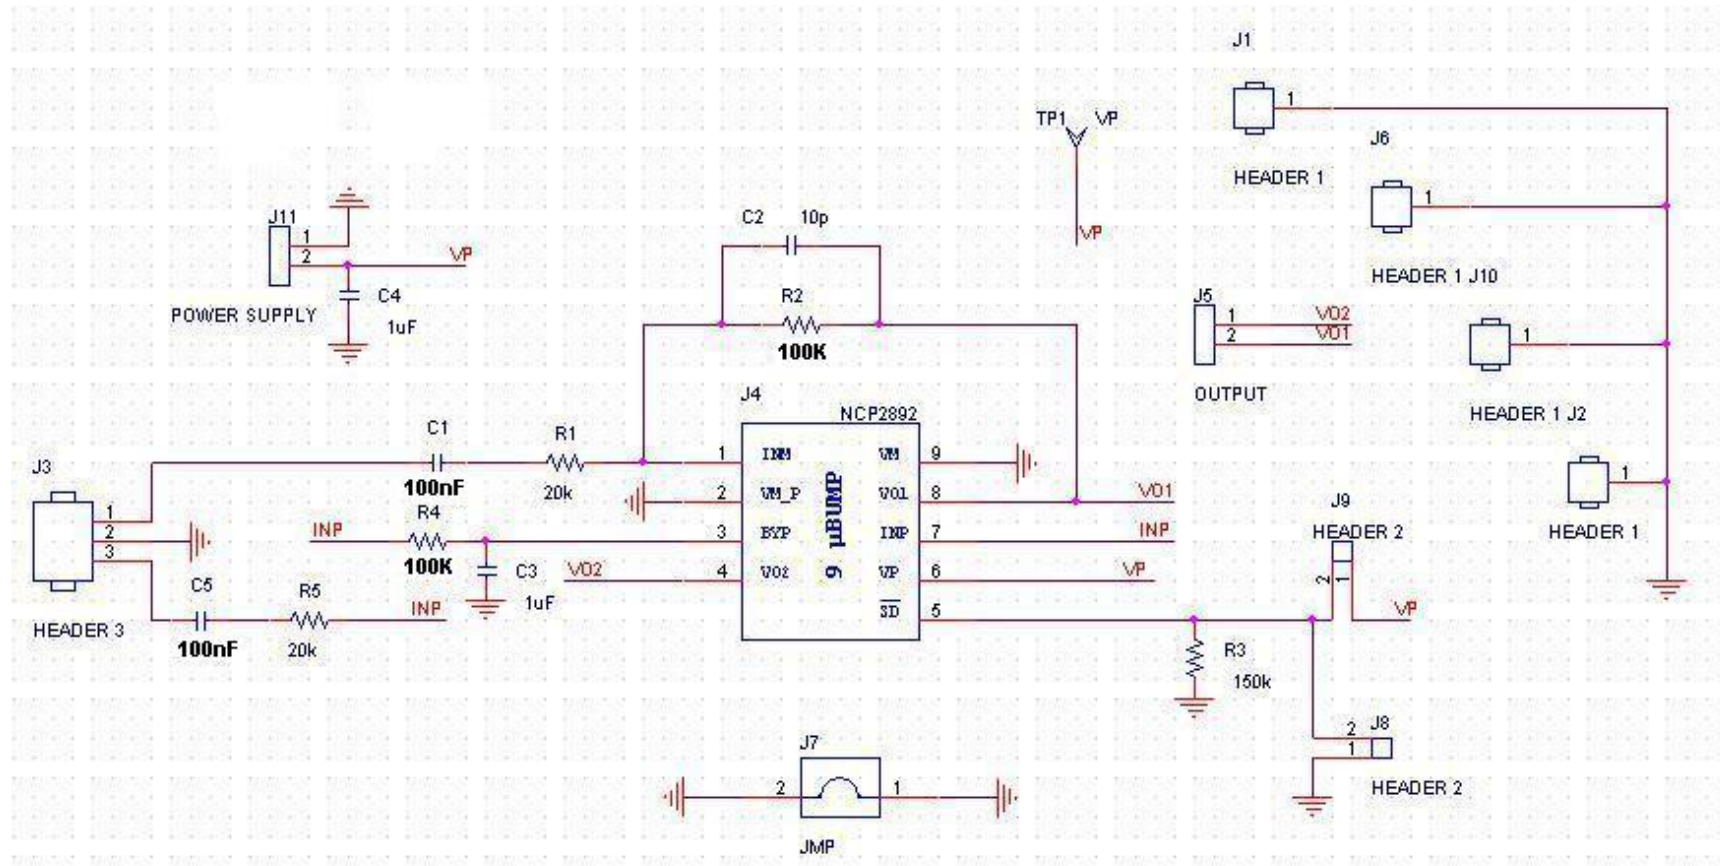 J1
1
TP1 VP
J6
HEADER 1
1
C2 10p
J11
1
2
VP
VP
HEADER 1 J10
R2
C4
J5
POWER SUPPLY
1uF
1
2
VO2
VO1
1
100K
J4
OUTPUT
NCP2892
HEADER 1 J2
C1
R1
J3
1
INM
VM
9
1
100nF
20k
2
VM_P
VO1
8
VO1
J9
1
2
3
R4
INP
9 µBUMP
3
BYP
INP
7
INP
HEADER 2
HEADER 1
100K
C3
VO2
4
VO2
VP
6
VP
2
1
C5
R5
1uF
INP
SD
5
VP
HEADER 3
100nF
20k
R3
150k
J7
2
1
J8
2
1
HEADER 2
JMP